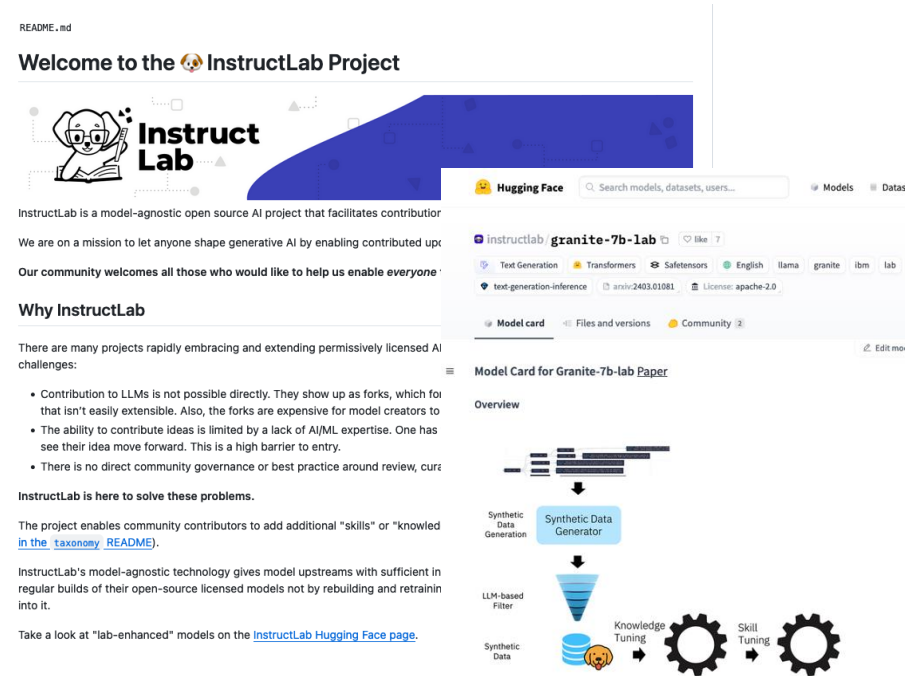 README.md
Welcome to the 🐶 InstructLab Project
Instruct
Lab
InstructLab is a model-agnostic open source AI project that facilitates contribution
We are on a mission to let anyone shape generative AI by enabling contributed
Our community welcomes all those who would like to help us enable everyone
Why InstructLab
There are many projects rapidly embracing and extending permissively licensed AI
challenges:
• Contribution to LLMs is not possible directly. They show up as forks, which
that isn't easily extensible. Also, the forks are expensive for model creators to
• The ability to contribute ideas is limited by a lack of AI/ML expertise. One has
see their idea move forward. This is a high barrier to entry.
• There is no direct community governance or best practice around review,
InstructLab is here to solve these problems.
The project enables community contributors to add additional "skills" or
in the taxonomy README).
InstructLab's model-agnostic technology gives model upstreams with sufficient
regular builds of their open-source licensed models not by rebuilding and
into it.
Take a look at "lab-enhanced" models on the InstructLab Hugging Face page.
Hugging Face
Search models, datasets, users...
Models
instructlab/granite-7b-lab
like 7
Text Generation
Transformers
Safetensors
English
llama
granite
ibm
lab
text-generation-inference
arxiv:2403.01081
License: apache-2.0
Model card
Files and versions
Community 2
Edit
Model Card for Granite-7b-lab Paper
Overview
Synthetic
Data
Generation
Synthetic Data
Generator
LLM-based
Filter
Synthetic
Data
Knowledge
Tuning
Skill
Tuning